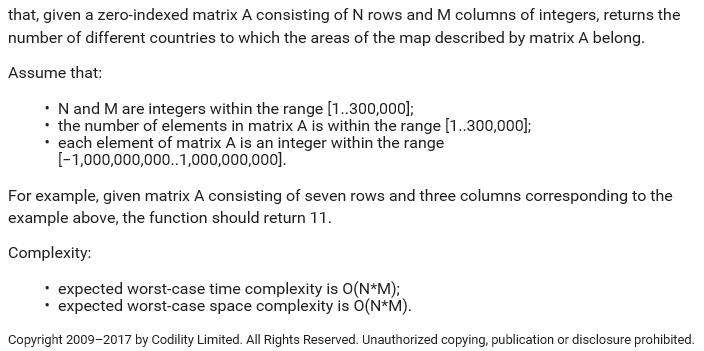 that, given a zero-indexed matrix A consisting of N rows and M columns of integers, returns the
number of different countries to which the areas of the map described by matrix A belong.
Assume that:
• N and M are integers within the range [1..300,000];
• the number of elements in matrix A is within the range [1..300,000];
• each element of matrix A is an integer within the range
[−1,000,000,000..1,000,000,000].
For example, given matrix A consisting of seven rows and three columns corresponding to the
example above, the function should return 11.
Complexity:
• expected worst-case time complexity is O(N*M);
• expected worst-case space complexity is O(N*M).
Copyright 2009–2017 by Codility Limited. All Rights Reserved. Unauthorized copying, publication or disclosure prohibited.